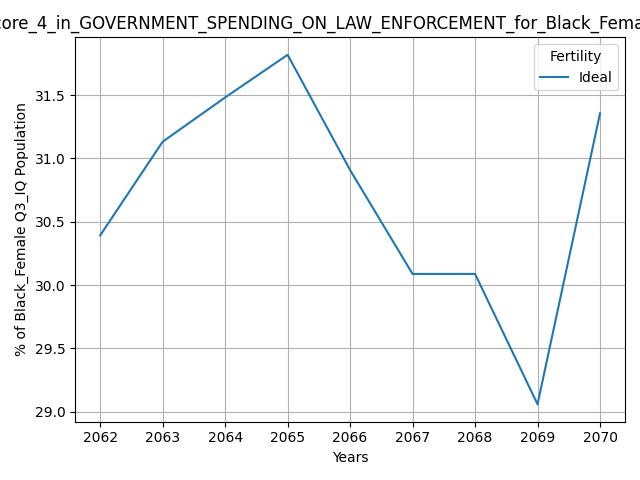 core_4_in_GOVERNMENT_SPENDING_ON_LAW_ENFORCEMENT_for_Black_Fema
Fertility
Ideal
% of Black_Female Q3_IQ Population
31.5
31.0
30.5
30.0
29.5
29.0
2062 2063 2064 2065 2066 2067 2068 2069 2070
Years